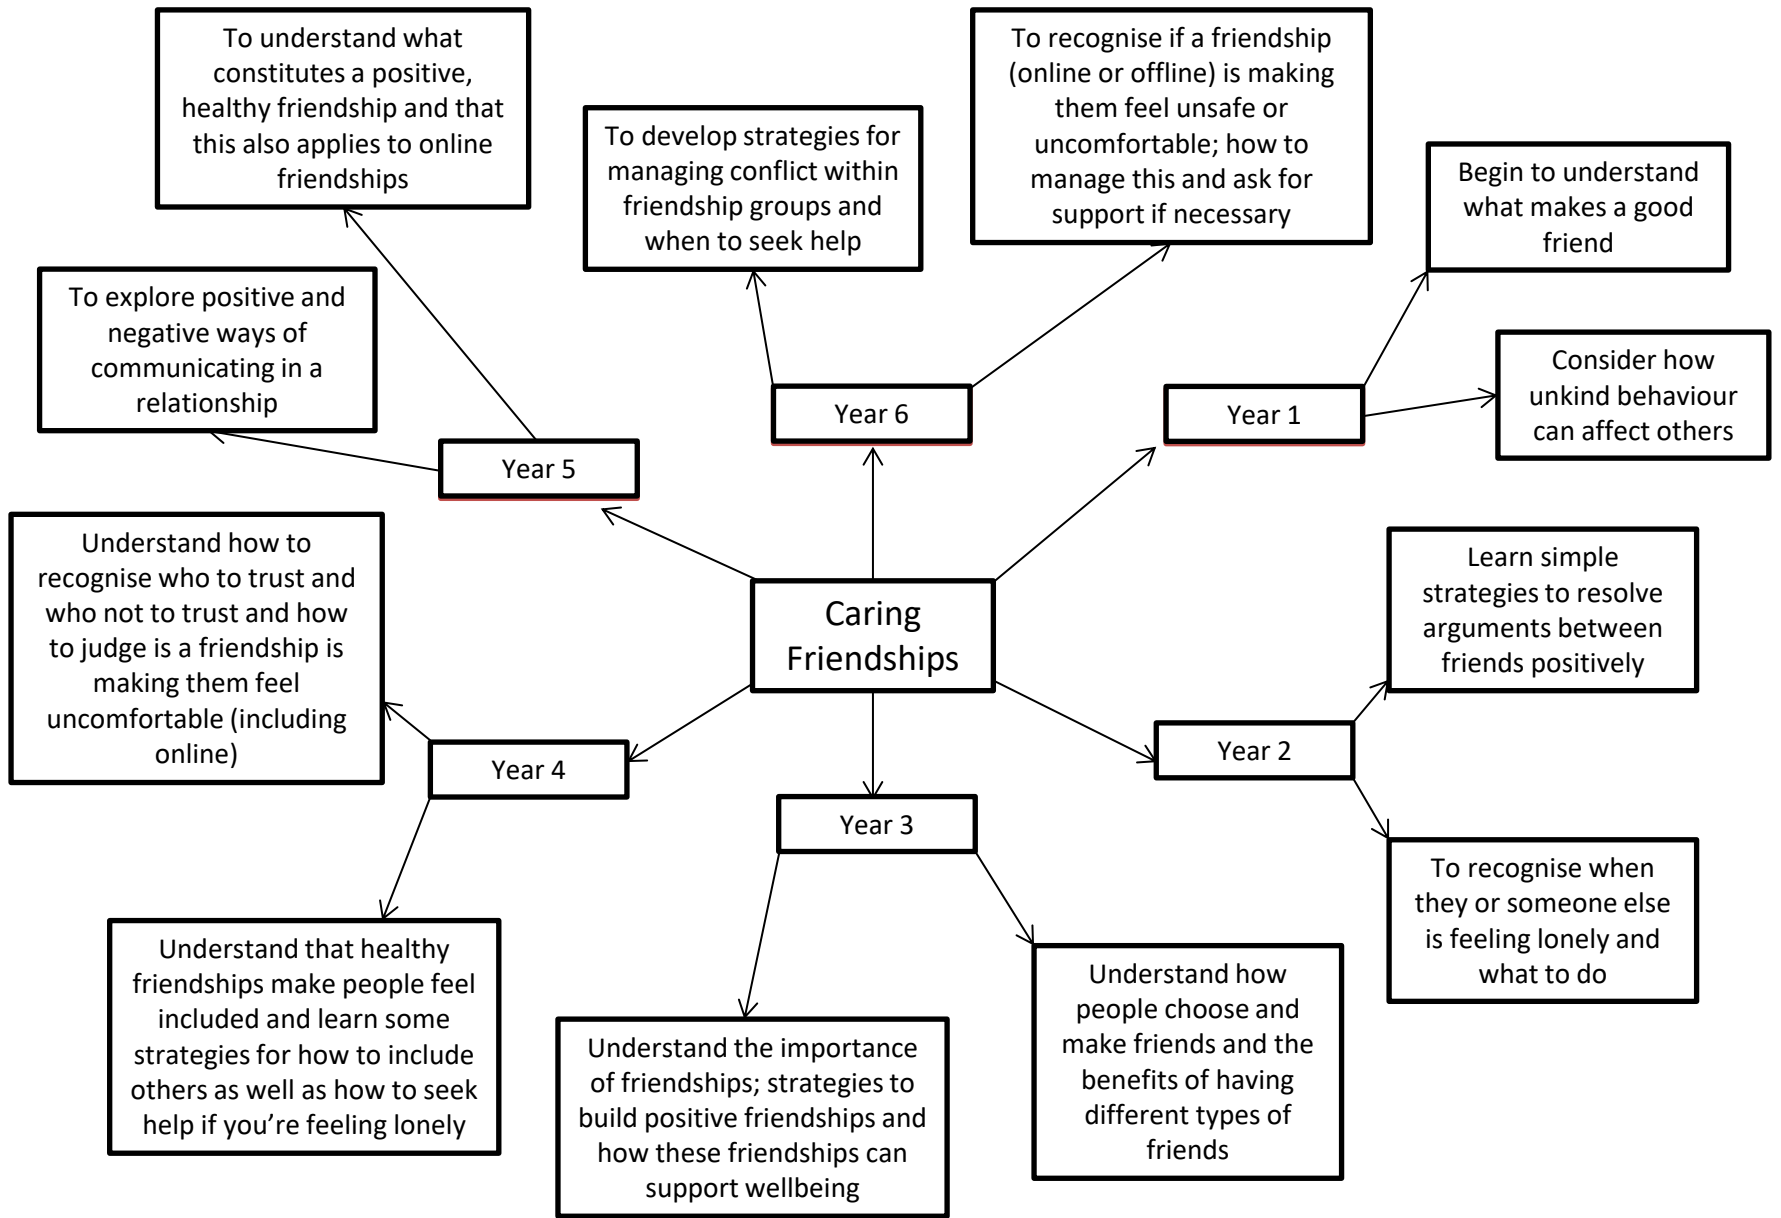 To understand what
constitutes a positive,
healthy friendship and that
this also applies to online
friendships
To develop strategies for
managing conflict within
friendship groups and
when to seek help
To recognise if a friendship
(online or offline) is making
them feel unsafe or
uncomfortable; how to
manage this and ask for
support if necessary
Begin to understand
what makes a good
friend
To explore positive and
negative ways of
communicating in a
relationship
Consider how
unkind behaviour
can affect others
Year 6
Year 1
Year 5
Understand how to
recognise who to trust and
who not to trust and how
to judge is a friendship is
making them feel
uncomfortable (including
online)
Caring
Friendships
Learn simple
strategies to resolve
arguments between
friends positively
Year 4
Year 2
Year 3
To recognise when
they or someone else
is feeling lonely and
what to do
Understand that healthy
friendships make people feel
included and learn some
strategies for how to include
others as well as how to seek
help if you’re feeling lonely
Understand the importance
of friendships; strategies to
build positive friendships and
how these friendships can
support wellbeing
Understand how
people choose and
make friends and the
benefits of having
different types of
friends